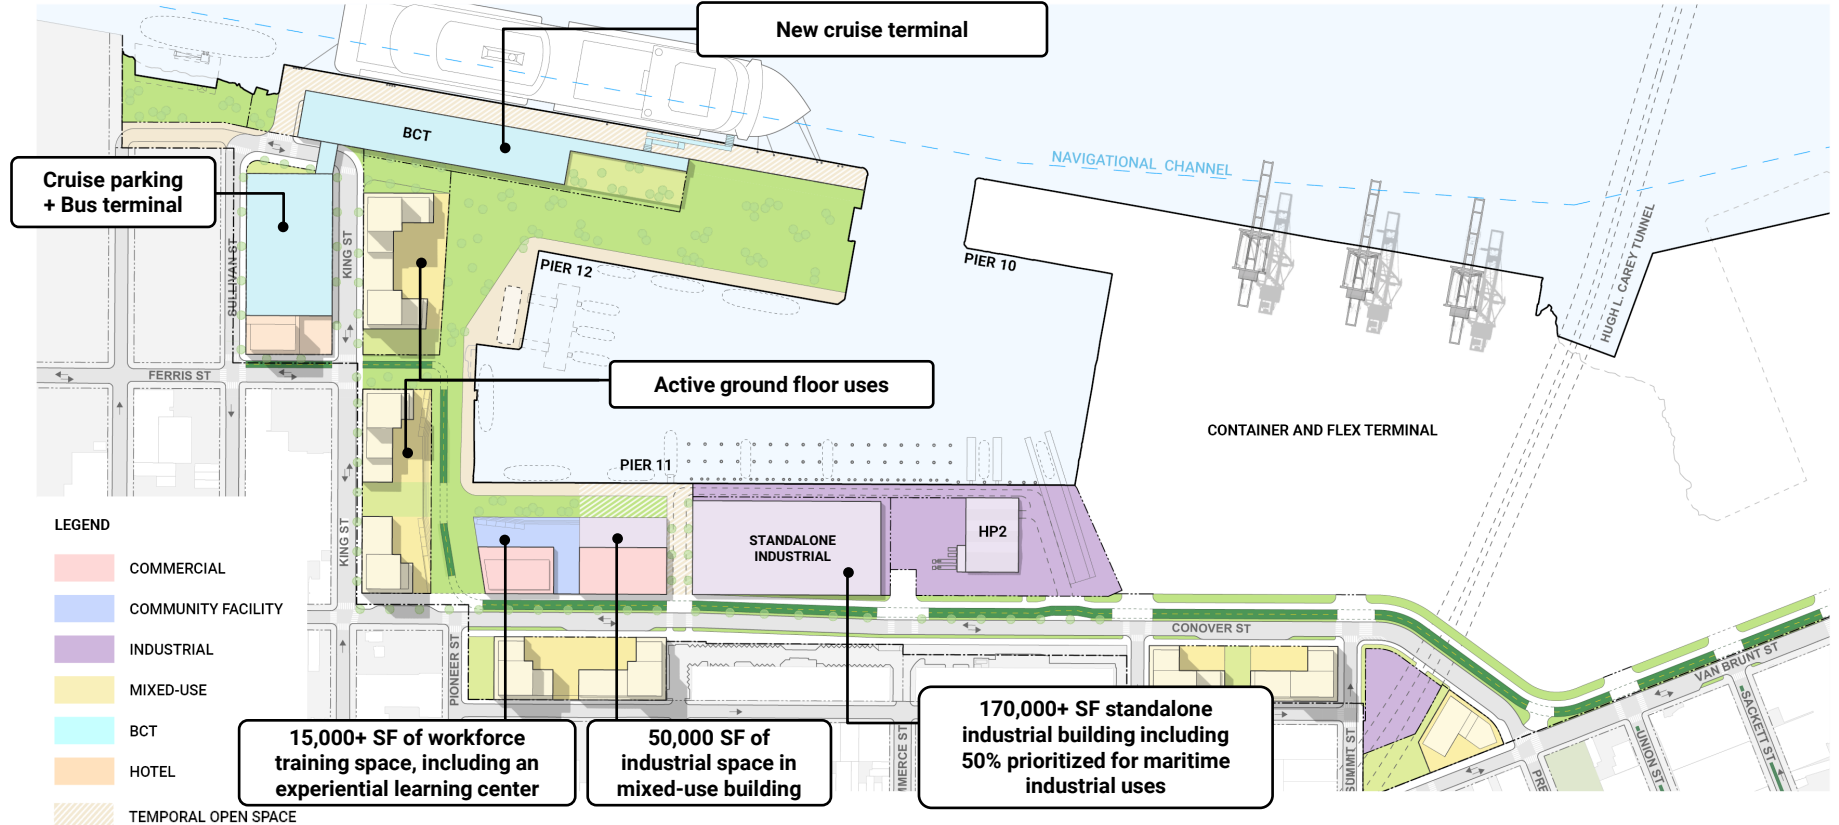 New cruise terminal
BCT
NAVIGATIONAL CHANNEL
Cruise parking
+ Bus terminal
SULLIVAN ST
KING ST
PIER 12
PIER 10
HUGH L. CAREY TUNNEL
FERRIS ST
Active ground floor uses
CONTAINER AND FLEX TERMINAL
PIER 11
KING ST
STANDALONE
INDUSTRIAL
HP2
LEGEND
COMMERCIAL
COMMUNITY FACILITY
INDUSTRIAL
MIXED-USE
BCT
HOTEL
TEMPORAL OPEN SPACE
PIONEER ST
CONOVER ST
VAN BRUNT ST
SACKETT ST
UNION ST
SUMMIT ST
MERCE ST
PRE
15,000+ SF of workforce
training space, including an
experiential learning center
50,000 SF of
industrial space in
mixed-use building
170,000+ SF standalone
industrial building including
50% prioritized for maritime
industrial uses